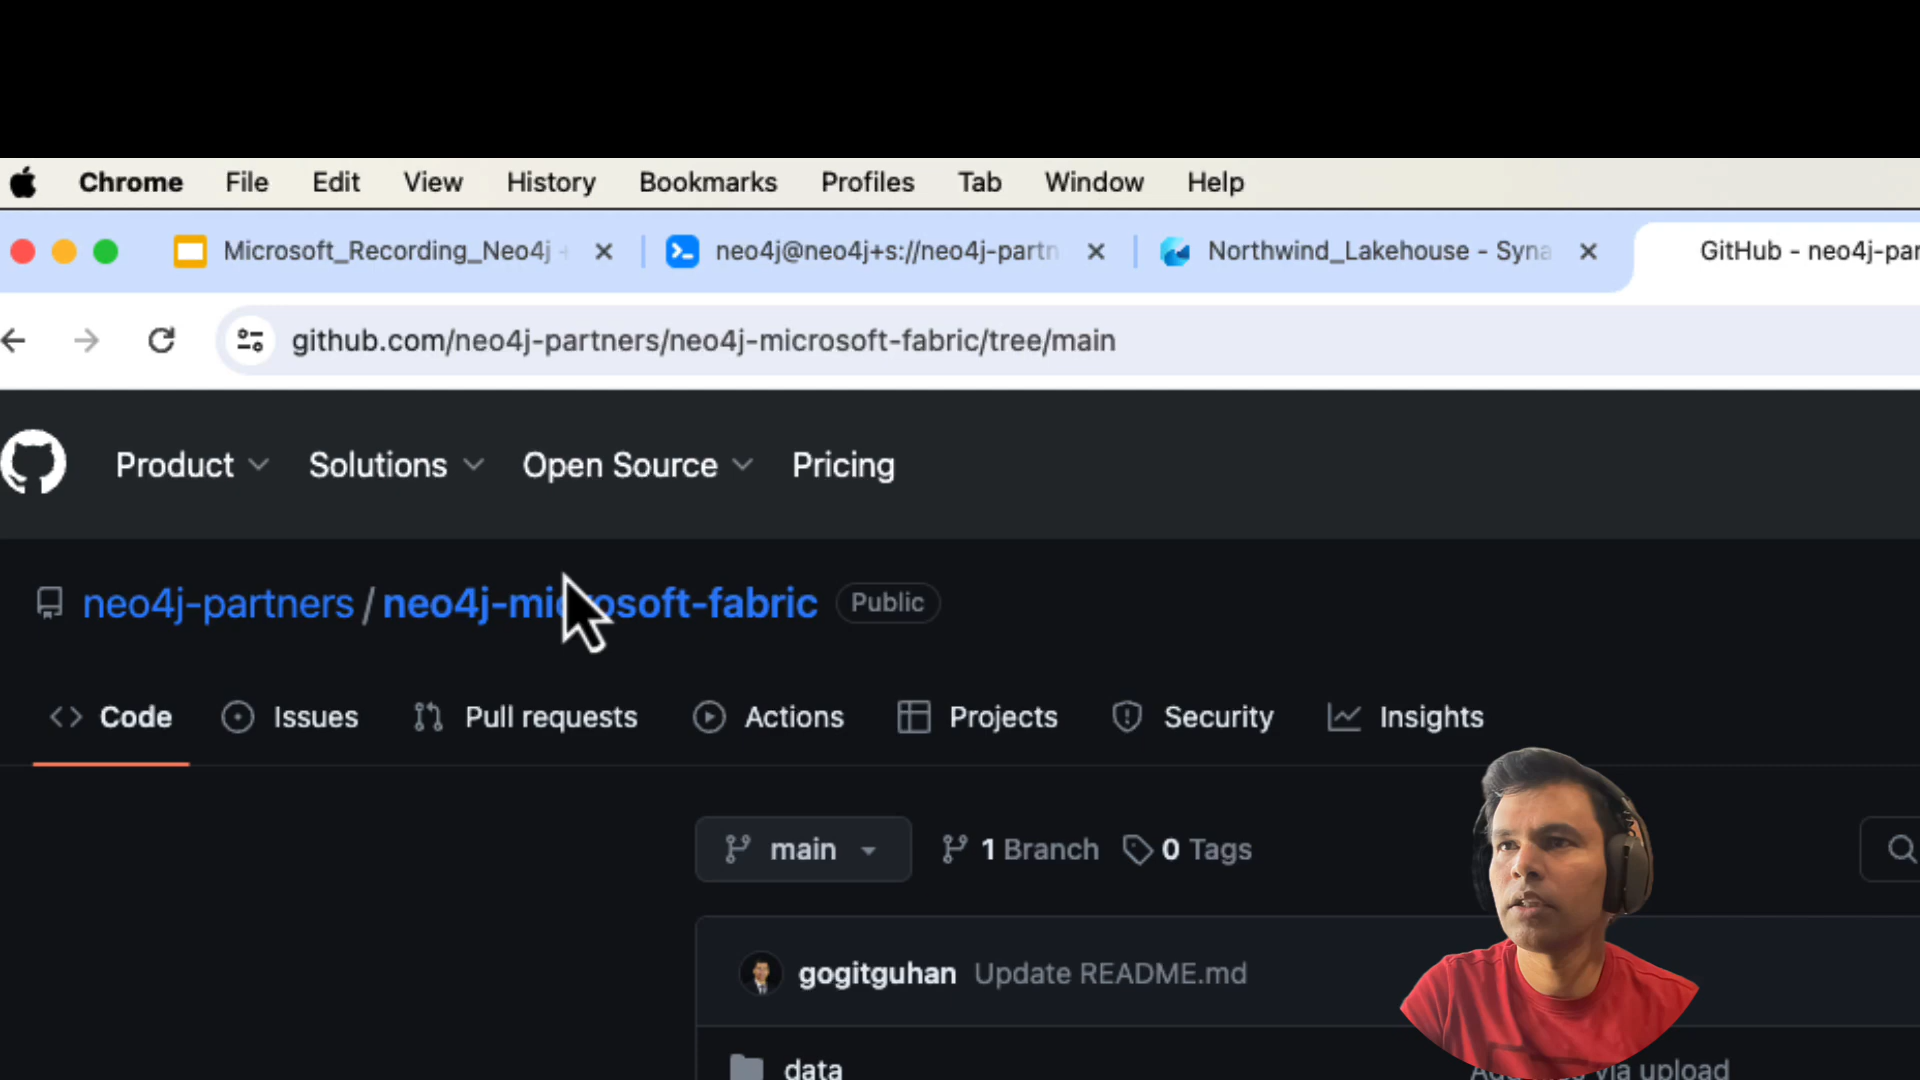 Chrome File Edit View History Bookmarks Profiles Tab Window Help
Microsoft_Recording_Neo4j neo4j@neo4j+s://neo4j-partn Northwind_Lakehouse - Syna GitHub - neo4j-par
github.com/neo4j-partners/neo4j-microsoft-fabric/tree/main
Product Solutions Open Source Pricing
neo4j-partners / neo4j-microsoft-fabric Public
Code Issues Pull requests Actions Projects Security Insights
main 1 Branch 0 Tags
gogitguhan Update README.md
data via upload